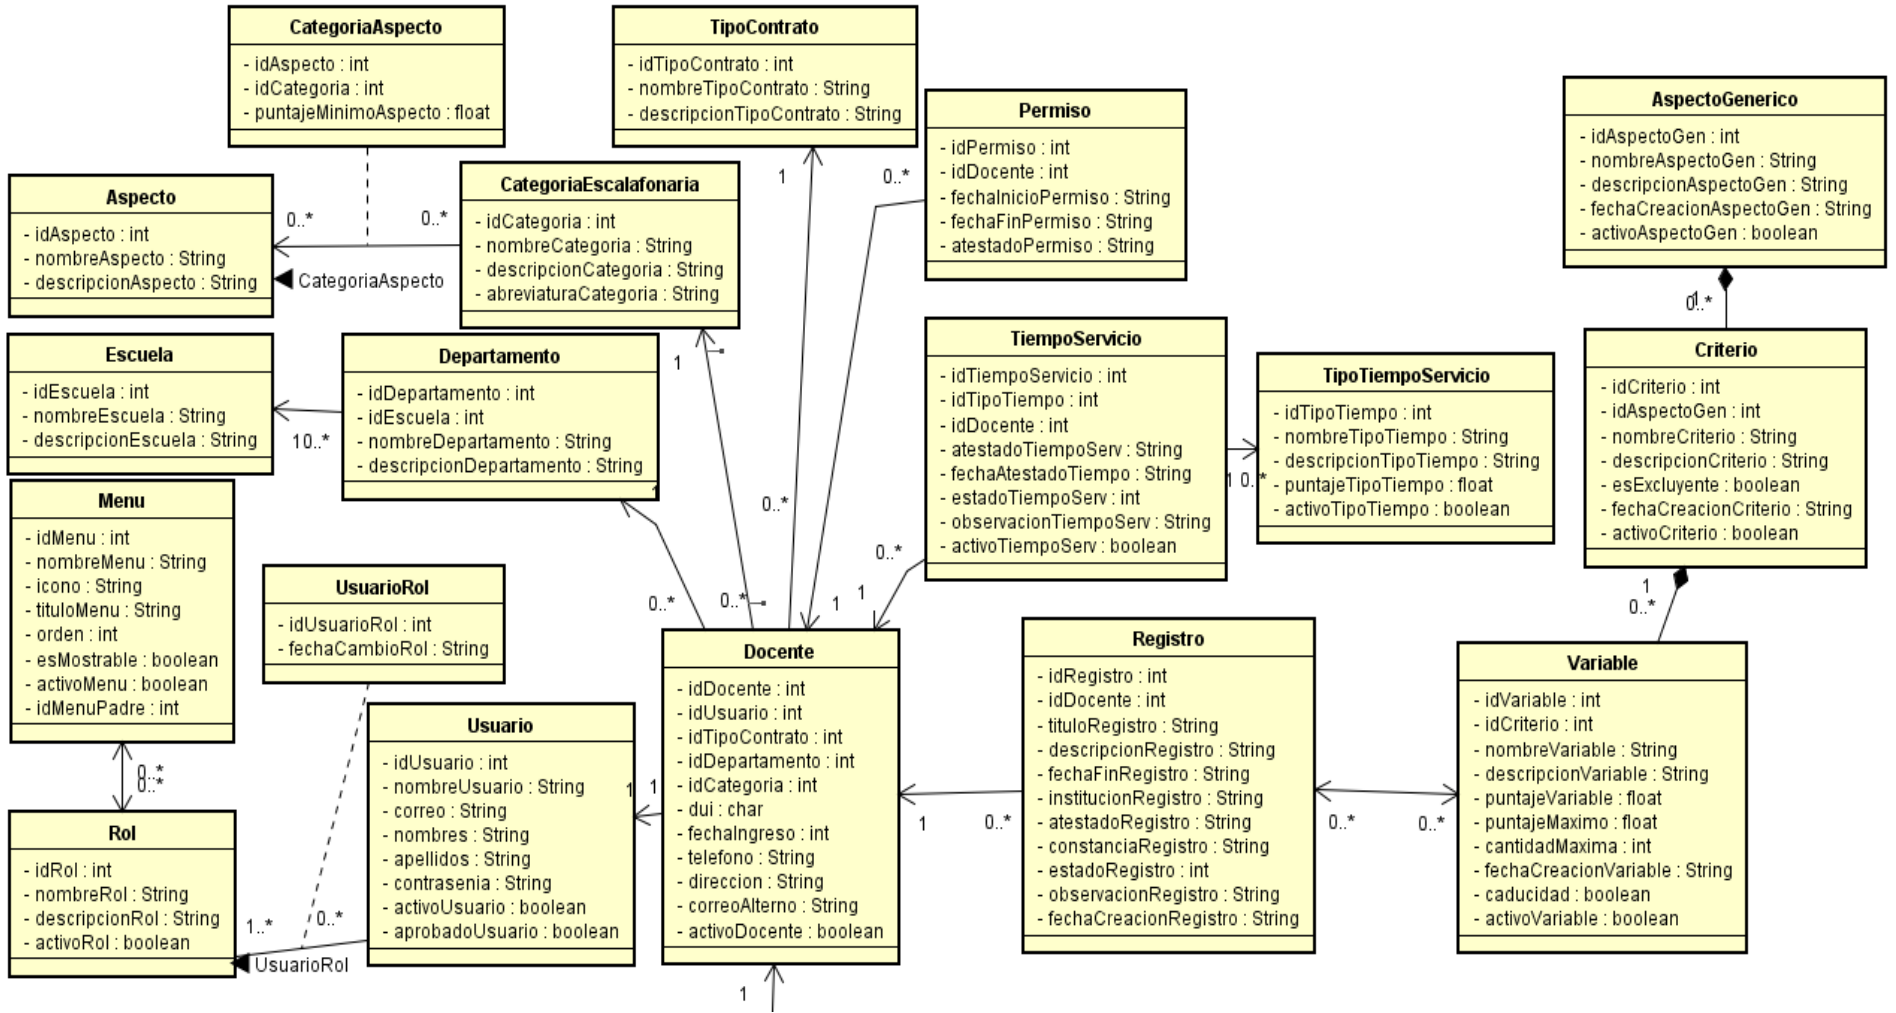 CategoriaAspecto
- idAspecto : int
- idCategoria : int
- puntajeMinimoAspecto : float
TipoContrato
- idTipoContrato : int
- nombreTipoContrato : String
- descripcionTipoContrato : String
Permiso
- idPermiso : int
- idDocente : int
- fechaInicioPermiso : String
- fechaFinPermiso : String
- atestadoPermiso : String
AspectoGenerico
- idAspectoGen : int
- nombreAspectoGen : String
- descripcionAspectoGen : String
- fechaCreacionAspectoGen : String
- activoAspectoGen : boolean
Aspecto
- idAspecto : int
- nombreAspecto : String
- descripcionAspecto : String
0..*
0..*
CategoriaAspecto
CategoriaEscalafonaria
- idCategoria : int
- nombreCategoria : String
- descripcionCategoria : String
- abreviaturaCategoria : String
1
0..*
0..*
1
Escuela
- idEscuela : int
- nombreEscuela : String
- descripcionEscuela : String
10..*
Departamento
- idDepartamento : int
- idEscuela : int
- nombreDepartamento : String
- descripcionDepartamento : String
1
1
0..*
TiempoServicio
- idTiempoServicio : int
- idTipoTiempo : int
- idDocente : int
- atestadoTiempoServ : String
- fechaAtestadoTiempo : String
- estadoTiempoServ : int
- observacionTiempoServ : String
- activoTiempoServ : boolean
1 0..*
TipoTiempoServicio
- idTipoTiempo : int
- nombreTipoTiempo : String
- descripcionTipoTiempo : String
- puntajeTipoTiempo : float
- activoTipoTiempo : boolean
Criterio
- idCriterio : int
- idAspectoGen : int
- nombreCriterio : String
- descripcionCriterio : String
- esExcluyente : boolean
- fechaCreacionCriterio : String
- activoCriterio : boolean
Menu
- idMenu : int
- nombreMenu : String
- icono : String
- tituloMenu : String
- orden : int
- esMostrable : boolean
- activoMenu : boolean
- idMenuPadre : int
0..*
0..*
UsuarioRol
- idUsuarioRol : int
- fechaCambioRol : String
0..*
0..*
1
1
0..*
1
0..*
Rol
- idRol : int
- nombreRol : String
- descripcionRol : String
- activoRol : boolean
1..*
0..*
UsuarioRol
Usuario
- idUsuario : int
- nombreUsuario : String
- correo : String
- nombres : String
- apellidos : String
- contrasenia : String
- activoUsuario : boolean
- aprobadoUsuario : boolean
1
1
Docente
- idDocente : int
- idUsuario : int
- idTipoContrato : int
- idDepartamento : int
- idCategoria : int
- dui : char
- fechaIngreso : int
- telefono : String
- direccion : String
- correoAlterno : String
- activoDocente : boolean
1
0..*
Registro
- idRegistro : int
- idDocente : int
- tituloRegistro : String
- descripcionRegistro : String
- fechaFinRegistro : String
- institucionRegistro : String
- atestadoRegistro : String
- constanciaRegistro : String
- estadoRegistro : int
- observacionRegistro : String
- fechaCreacionRegistro : String
0..*
0..*
Variable
- idVariable : int
- idCriterio : int
- nombreVariable : String
- descripcionVariable : String
- puntajeVariable : float
- puntajeMaximo : float
- cantidadMaxima : int
- fechaCreacionVariable : String
- caducidad : boolean
- activoVariable : boolean
1